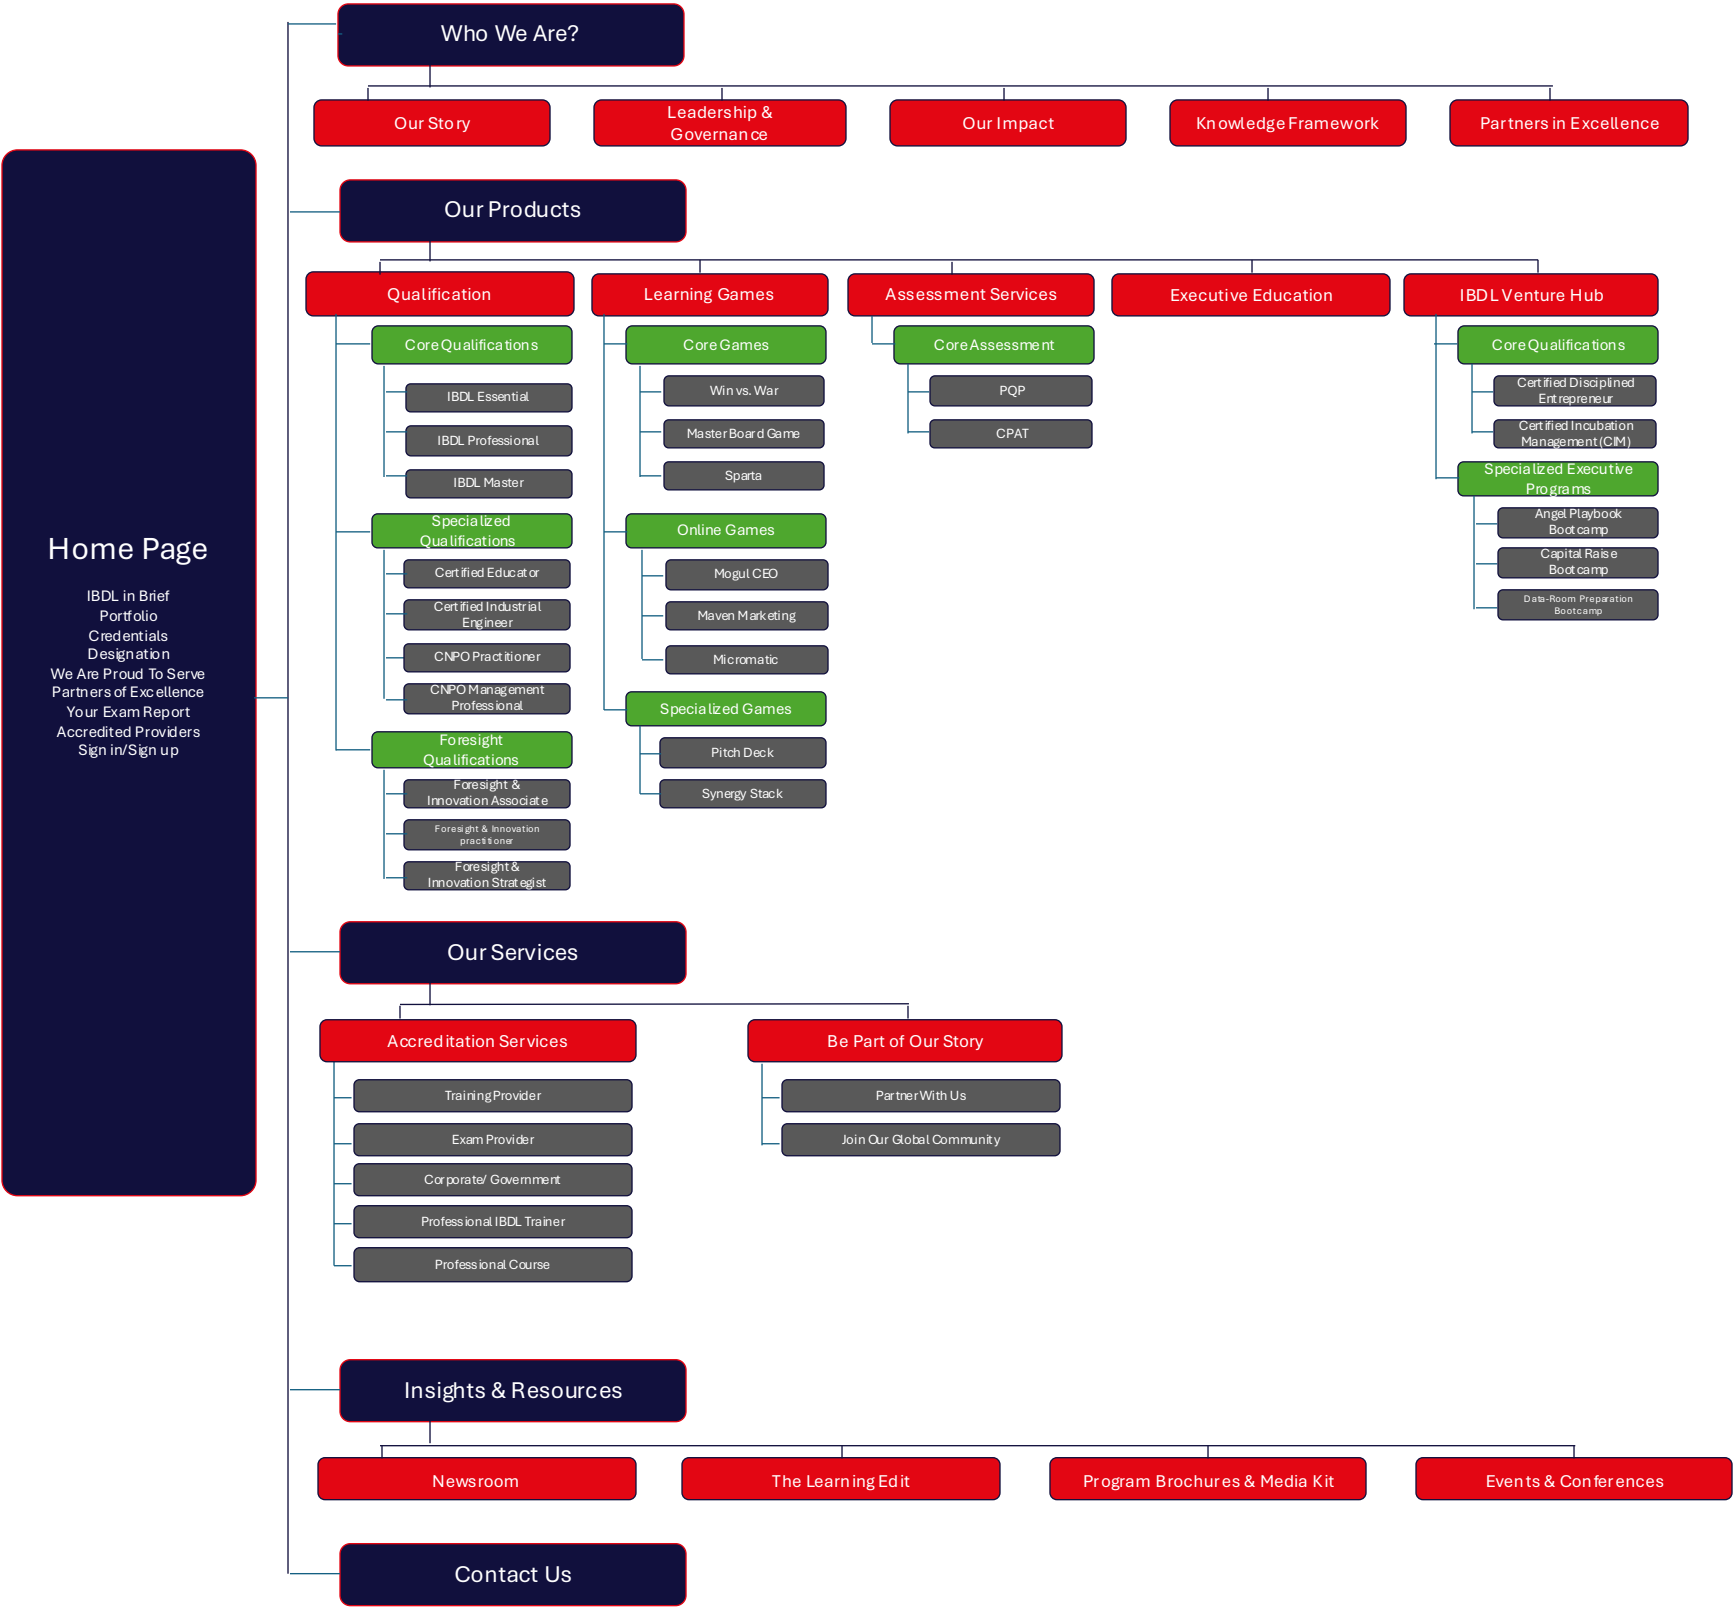 Who We Are?
Our Story
Leadership &
Governance
Our Impact
Knowledge Framework
Partners in Excellence
Home Page
IBDL in Brief
Portfolio
Credentials
Designation
We Are Proud To Serve
Partners of Excellence
Your Exam Report
Accredited Providers
Sign in/Sign up
Our Products
Qualification
Core Qualifications
IBDL Essential
IBDL Professional
IBDL Master
Specialized
Qualifications
Certified Educator
Certified Industrial
Engineer
CNPO Practitioner
CNPO Management
Professional
Foresight
Qualifications
Foresight &
Innovation Associate
Foresight & Innovation
practitioner
Foresight &
Innovation Strategist
Learning Games
Core Games
Win vs. War
Master Board Game
Sparta
Online Games
Mogul CEO
Maven Marketing
Micromatic
Specialized Games
Pitch Deck
Synergy Stack
Assessment Services
Core Assessment
PQP
CPAT
Executive Education
IBDL Venture Hub
Core Qualifications
Certified Disciplined
Entrepreneur
Certified Incubation
Management (CIM)
Specialized Executive
Programs
Angel Playbook
Bootcamp
Capital Raise
Bootcamp
Data-Room Preparation
Bootcamp
Our Services
Accreditation Services
Training Provider
Exam Provider
Corporate/ Government
Professional IBDL Trainer
Professional Course
Be Part of Our Story
Partner With Us
Join Our Global Community
Insights & Resources
Newsroom
The Learning Edit
Program Brochures & Media Kit
Events & Conferences
Contact Us